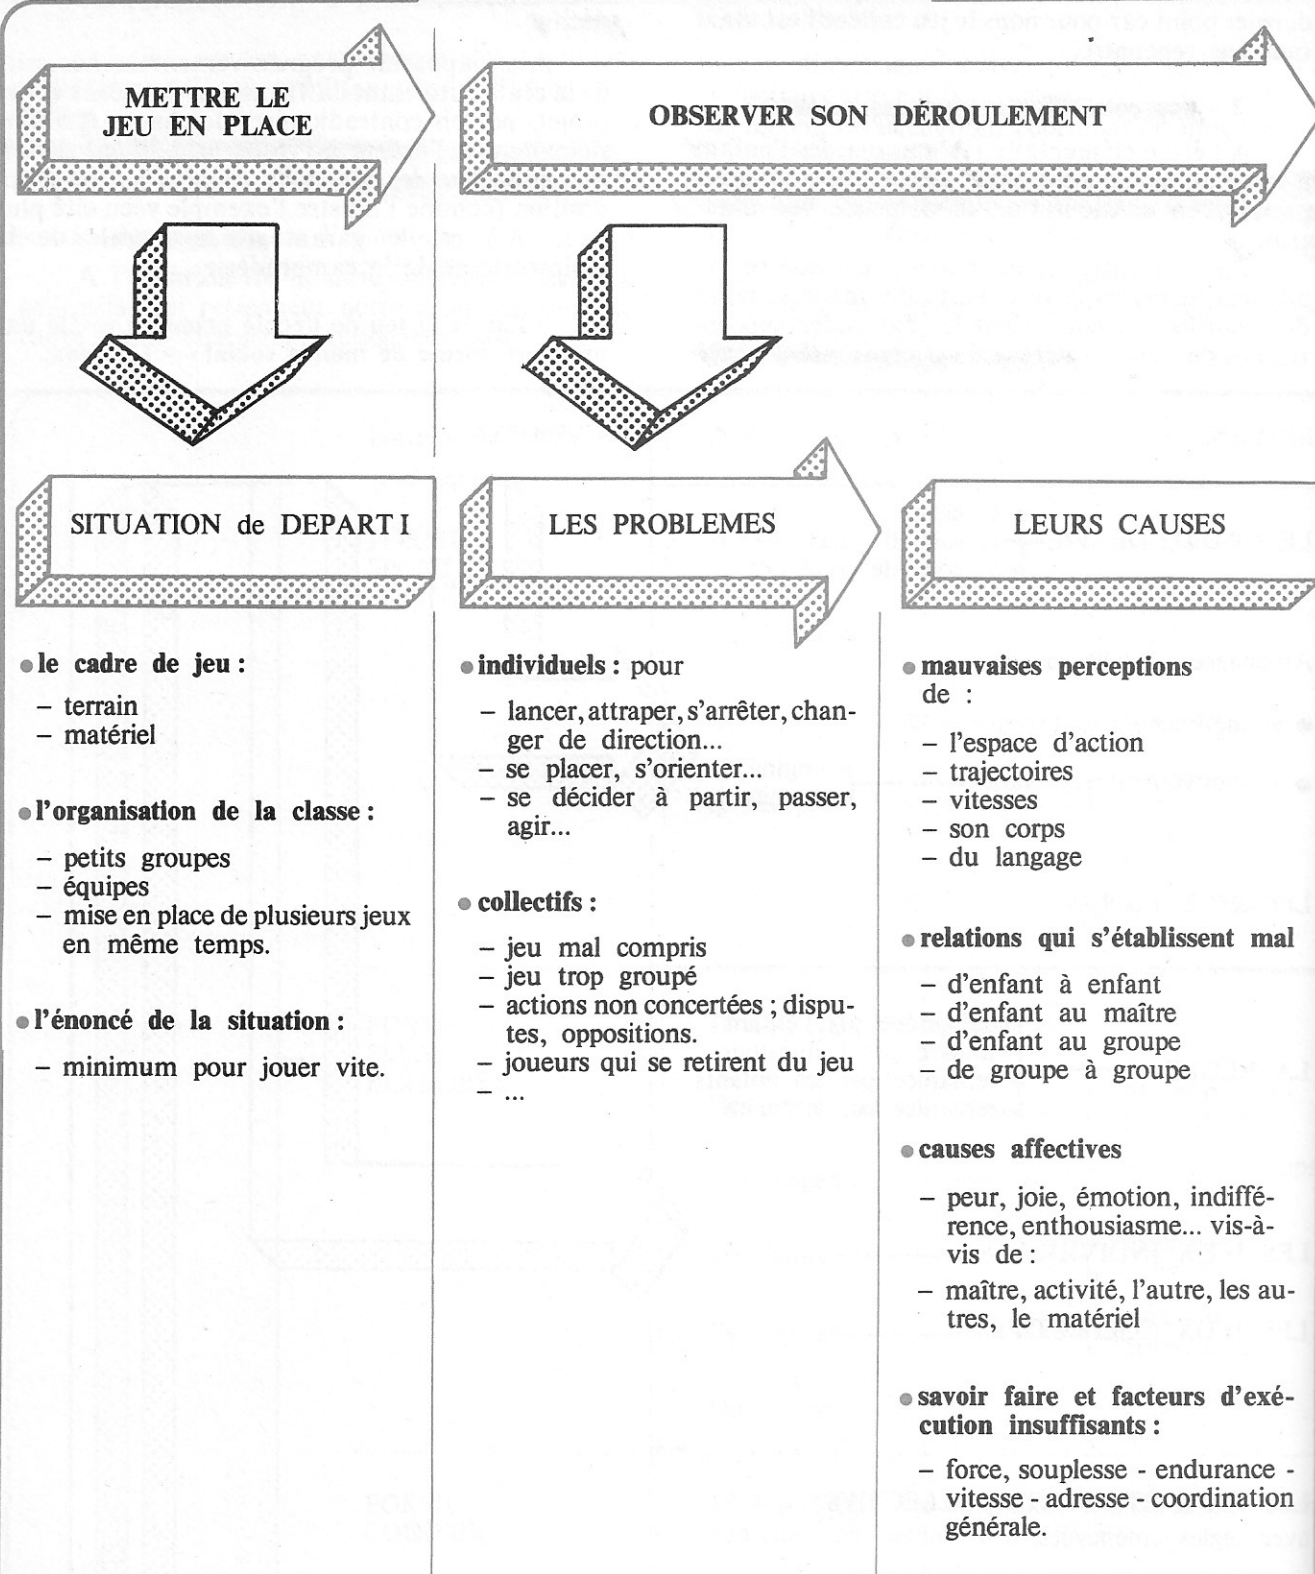 METTRE LE
JEU EN PLACE
OBSERVER SON DÉROULEMENT
SITUATION de DEPART I
● le cadre de jeu :
– terrain
– matériel
● l'organisation de la classe :
– petits groupes
– équipes
– mise en place de plusieurs jeux
en même temps.
● l'énoncé de la situation :
– minimum pour jouer vite.
LES PROBLEMES
● individuels : pour
– lancer, attraper, s'arrêter, chan-
ger de direction...
– se placer, s'orienter...
– se décider à partir, passer,
agir...
● collectifs :
– jeu mal compris
– jeu trop groupé
– actions non concertées ; dispu-
tes, oppositions.
– joueurs qui se retirent du jeu
– ...
LEURS CAUSES
● mauvaises perceptions
de :
– l'espace d'action
– trajectoires
– vitesses
– son corps
– du langage
● relations qui s'établissent mal
– d'enfant à enfant
– d'enfant au maître
– d'enfant au groupe
– de groupe à groupe
● causes affectives
– peur, joie, émotion, indiffé-
rence, enthousiasme... vis-à-
vis de :
– maître, activité, l'autre, les au-
tres, le matériel
● savoir faire et facteurs d'exé-
cution insuffisants :
– force, souplesse - endurance -
vitesse - adresse - coordination
générale.